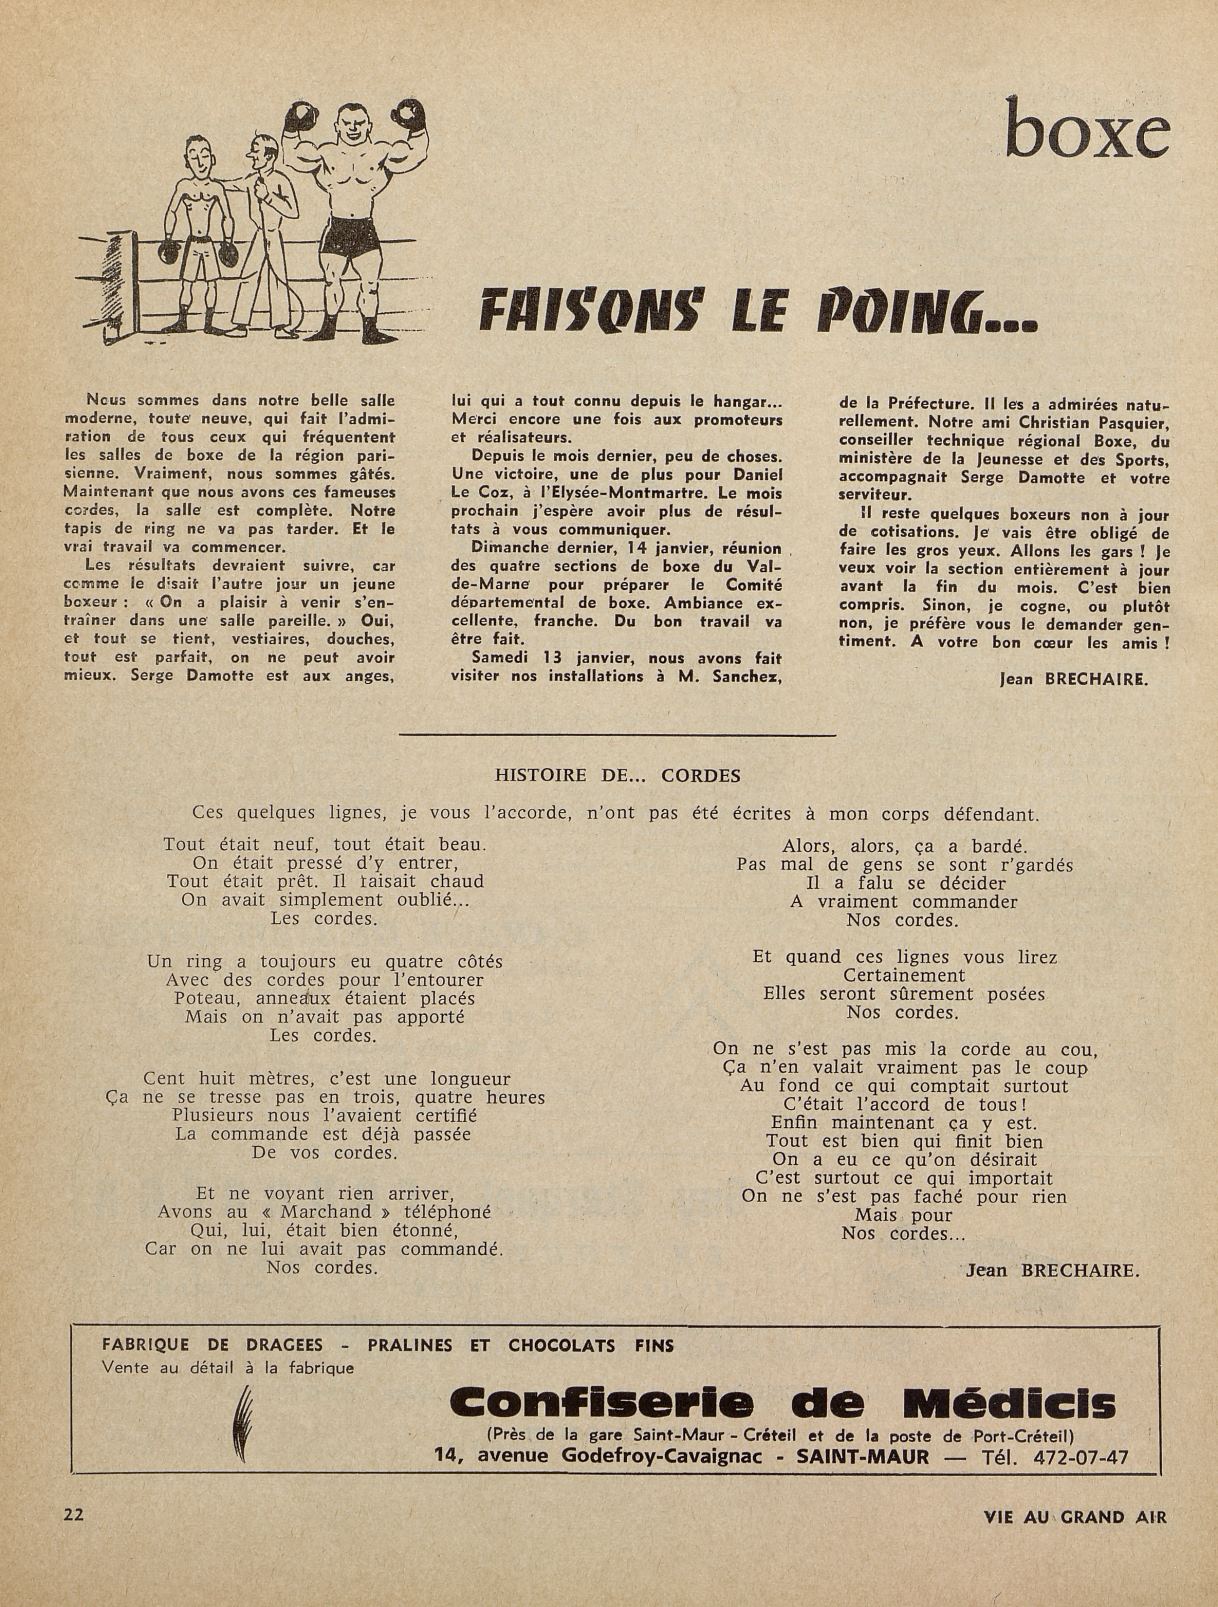 boxe
FAISONS LE POING...
Nous sommes dans notre belle salle
moderne, toute neuve, qui fait l'admi-
ration de tous ceux qui fréquentent
les salles de boxe de la région pari-
sienne. Vraiment, nous sommes gâtés.
Maintenant que nous avons ces fameuses
cordes, la salle est complète. Notre
tapis de ring ne va pas tarder. Et le
vrai travail va commencer.
Les résultats devraient suivre, car
comme le disait l'autre jour un jeune
boxeur : « On a plaisir à venir s'en-
traîner dans une salle pareille. » Oui,
et tout se tient, vestiaires, douches,
tout est parfait, on ne peut avoir
mieux. Serge Damotte est aux anges,
lui qui a tout connu depuis le hangar...
Merci encore une fois aux promoteurs
et réalisateurs.
Depuis le mois dernier, peu de choses.
Une victoire, une de plus pour Daniel
Le Coz, à l'Elysée-Montmartre. Le mois
prochain j'espère avoir plus de résul-
tats à vous communiquer.
Dimanche dernier, 14 janvier, réunion
des quatre sections de boxe du Val-
de-Marne pour préparer le Comité
départemental de boxe. Ambiance ex-
cellente, franche. Du bon travail va
être fait.
Samedi 13 janvier, nous avons fait
visiter nos installations à M. Sanchez,
de la Préfecture. Il les a admirées natu-
rellement. Notre ami Christian Pasquier,
conseiller technique régional Boxe, du
ministère de la Jeunesse et des Sports,
accompagnait Serge Damotte et votre
serviteur.
Il reste quelques boxeurs non à jour
de cotisations. Je vais être obligé de
faire les gros yeux. Allons les gars ! Je
veux voir la section entièrement à jour
avant la fin du mois. C'est bien
compris. Sinon, je cogne, ou plutôt
non, je préfère vous le demander gen-
timent. A votre bon cœur les amis !
Jean BRECHAIRE.
HISTOIRE DE... CORDES
Ces quelques lignes, je vous l'accorde, n'ont pas été écrites à mon corps défendant.
Tout était neuf, tout était beau.
On était pressé d'y entrer,
Tout était prêt. Il faisait chaud
On avait simplement oublié...
Les cordes.
Un ring a toujours eu quatre côtés
Avec des cordes pour l'entourer
Poteau, anneaux étaient placés
Mais on n'avait pas apporté
Les cordes.
Cent huit mètres, c'est une longueur
Ça ne se tresse pas en trois, quatre heures
Plusieurs nous l'avaient certifié
La commande est déjà passée
De vos cordes.
Et ne voyant rien arriver,
Avons au « Marchand » téléphoné
Qui, lui, était bien étonné,
Car on ne lui avait pas commandé.
Nos cordes.
Alors, alors, ça a bardé.
Pas mal de gens se sont r'gardés
Il a falu se décider
A vraiment commander
Nos cordes.
Et quand ces lignes vous lirez
Certainement
Elles seront sûrement posées
Nos cordes.
On ne s'est pas mis la corde au cou,
Ça n'en valait vraiment pas le coup
Au fond ce qui comptait surtout
C'était l'accord de tous !
Enfin maintenant ça y est.
Tout est bien qui finit bien
On a eu ce qu'on désirait
C'est surtout ce qui importait
On ne s'est pas faché pour rien
Mais pour
Nos cordes...
Jean BRECHAIRE.
FABRIQUE DE DRAGEES - PRALINES ET CHOCOLATS FINS
Vente au détail à la fabrique
Confiserie de Médicis
(Près de la gare Saint-Maur - Créteil et de la poste de Port-Créteil)
14, avenue Godefroy-Cavaignac - SAINT-MAUR — Tél. 472-07-47
22
VIE AU GRAND AIR